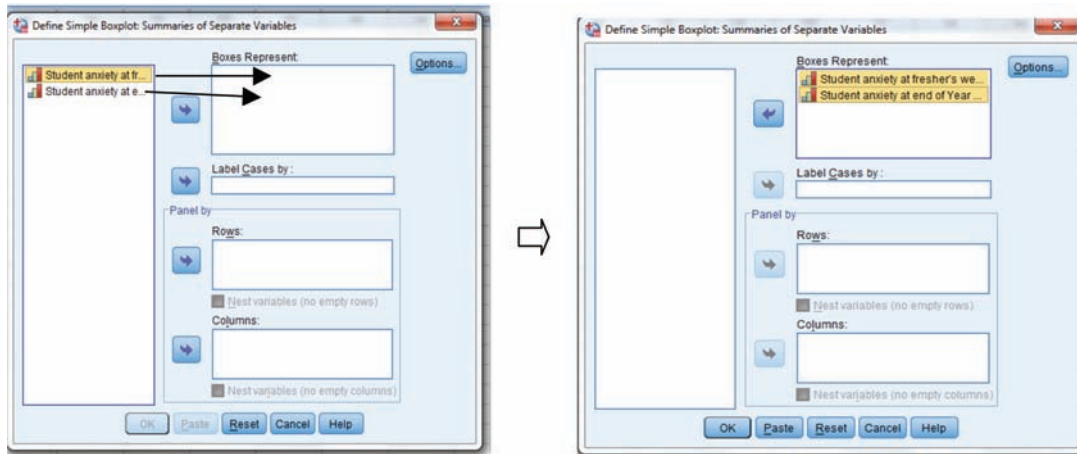 Define Simple Boxplot: Summaries of Separate Variables
Student anxiety at fr...
Student anxiety at e...
Boxes Represent:
Options...
Label Cases by :
Panel by
Rows:
Nest variables (no empty rows)
Columns:
Nest variables (no empty columns)
OK Paste Reset Cancel Help
Define Simple Boxplot: Summaries of Separate Variables
Boxes Represent:
Student anxiety at fresher's we...
Student anxiety at end of Year ...
Options...
Label Cases by :
Panel by
Rows:
Nest variables (no empty rows)
Columns:
Nest variables (no empty columns)
OK Paste Reset Cancel Help